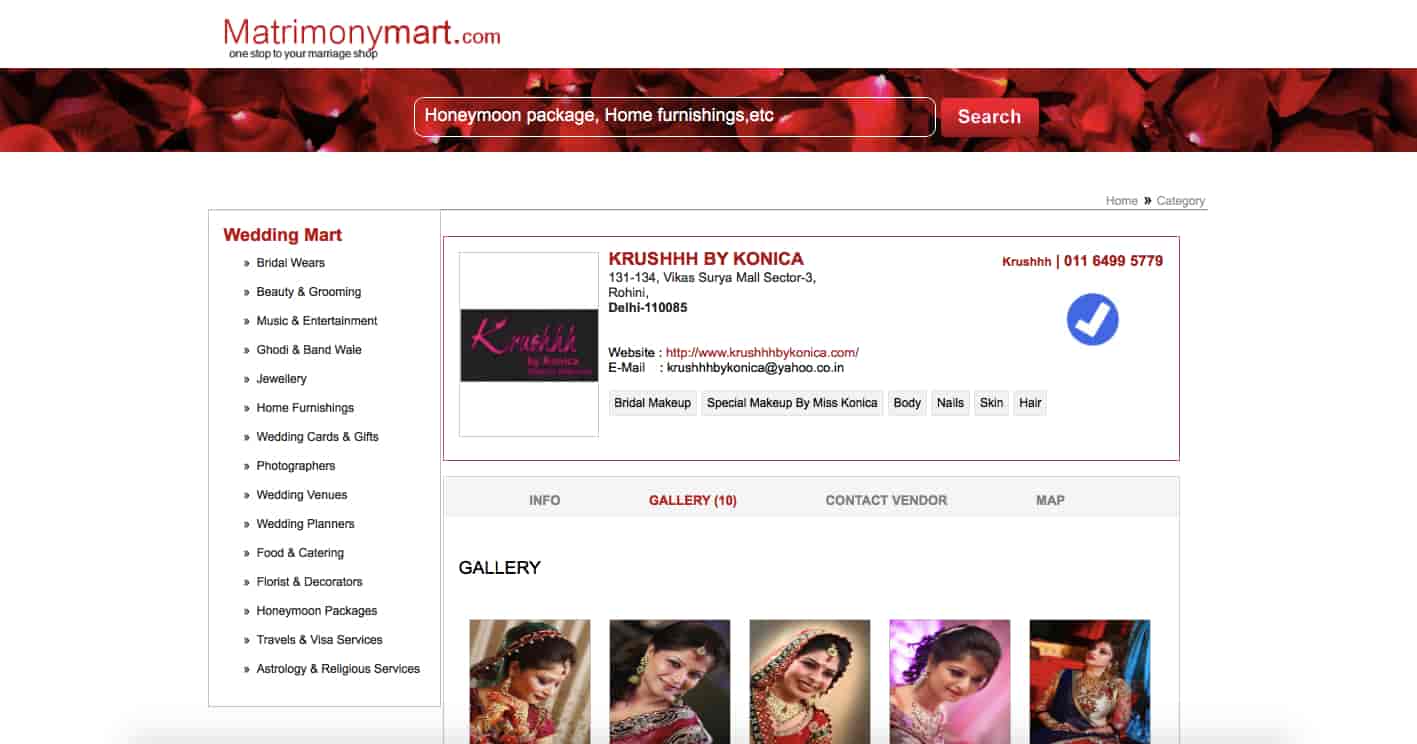 Matrimonymart.com
one stop to your marriage shop
Honeymoon package, Home furnishings,etc
Search
Home » Category
Wedding Mart
» Bridal Wears
» Beauty & Grooming
» Music & Entertainment
» Ghodi & Band Wale
» Jewellery
» Home Furnishings
» Wedding Cards & Gifts
» Photographers
» Wedding Venues
» Wedding Planners
» Food & Catering
» Florist & Decorators
» Honeymoon Packages
» Travels & Visa Services
» Astrology & Religious Services
Krushhh
by Konica
KRUSHHH BY KONICA
131-134, Vikas Surya Mall Sector-3,
Rohini,
Delhi-110085
Krushhh | 011 6499 5779
Website : http://www.krushhhbykonica.com/
E-Mail : krushhhbykonica@yahoo.co.in
Bridal Makeup Special Makeup By Miss Konica Body Nails Skin Hair
INFO GALLERY (10) CONTACT VENDOR MAP
GALLERY